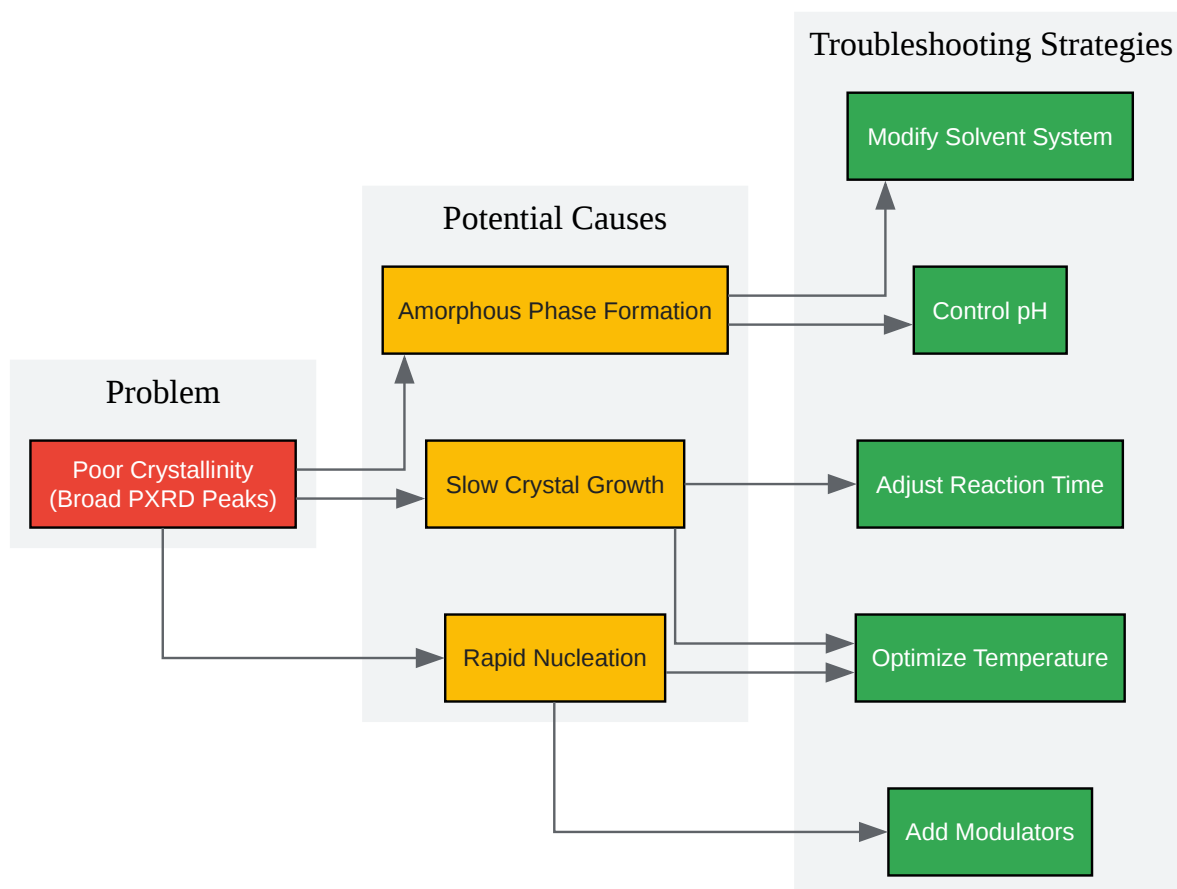 Problem
Poor Crystallinity
(Broad PXRD Peaks)
Potential Causes
Amorphous Phase Formation
Slow Crystal Growth
Rapid Nucleation
Troubleshooting Strategies
Modify Solvent System
Control pH
Adjust Reaction Time
Optimize Temperature
Add Modulators